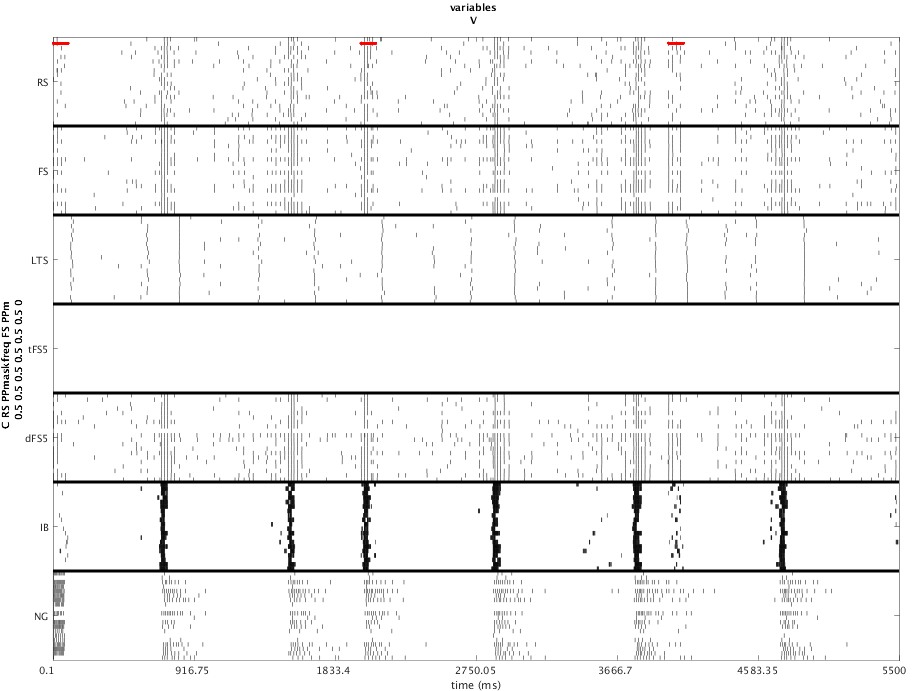 variables
V
RS
FS
LTS
tFS5
dFS5
IB
NG
C RS PPmaskfreq FS PPm
0.5 0.5 0.5 0.5 0.5 0
0.1 916.75 1833.4 2750.05 3666.7 4583.35 5500
time (ms)